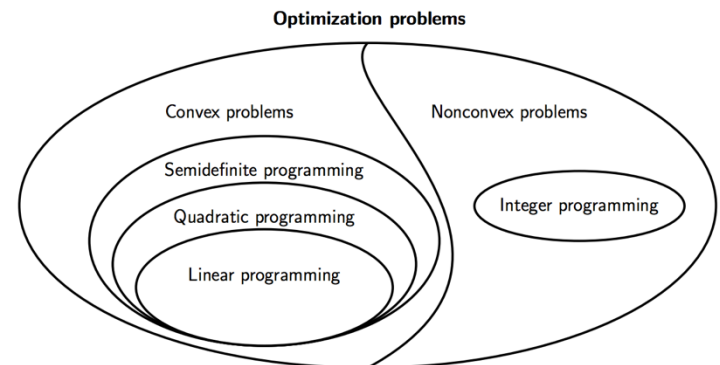 Optimization problems
Convex problems
Nonconvex problems
Semidefinite programming
Integer programming
Quadratic programming
Linear programming